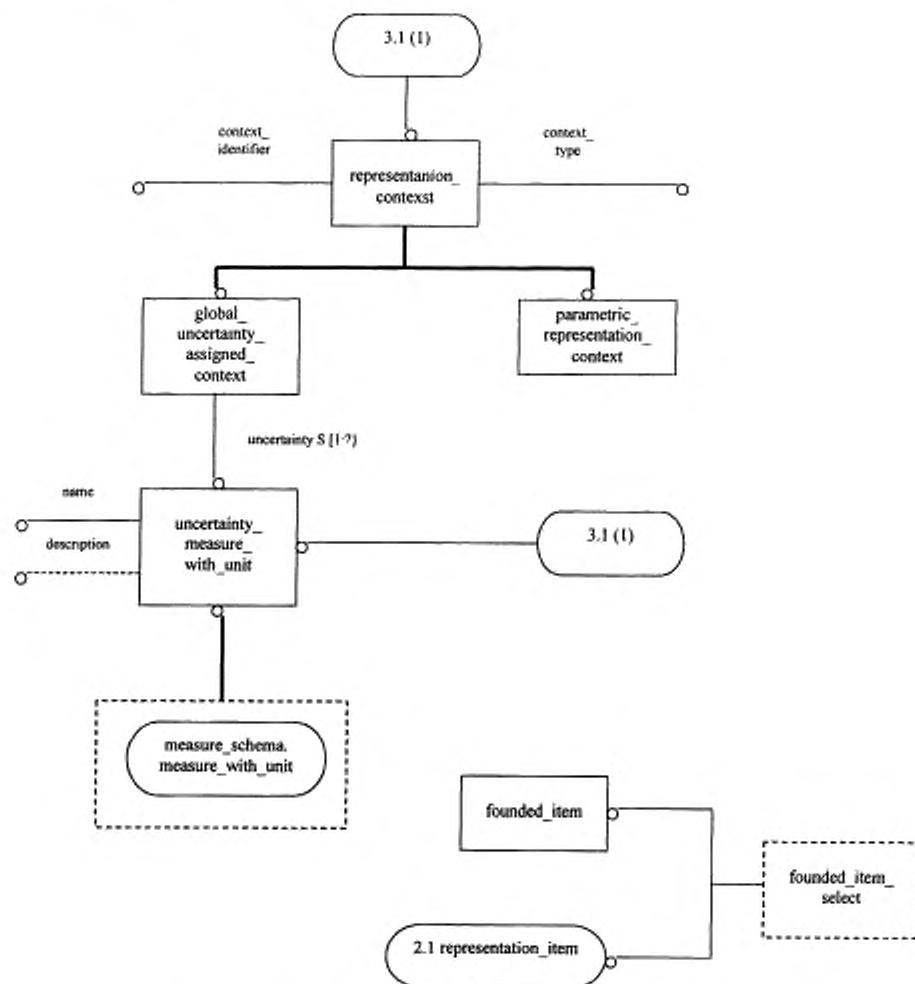 3.1 (1)
context_
identifier
context_
type
representanion_
contexst
global_
uncertainty_
assigned_
context
parametric_
representation_
context
uncertainty S [1·?)
name
description
uncertainty_
measure_
with_unit
3.1 (1)
measure_schema.
measure_with_unit
founded_item
founded_item_
select
2.1 representation_item